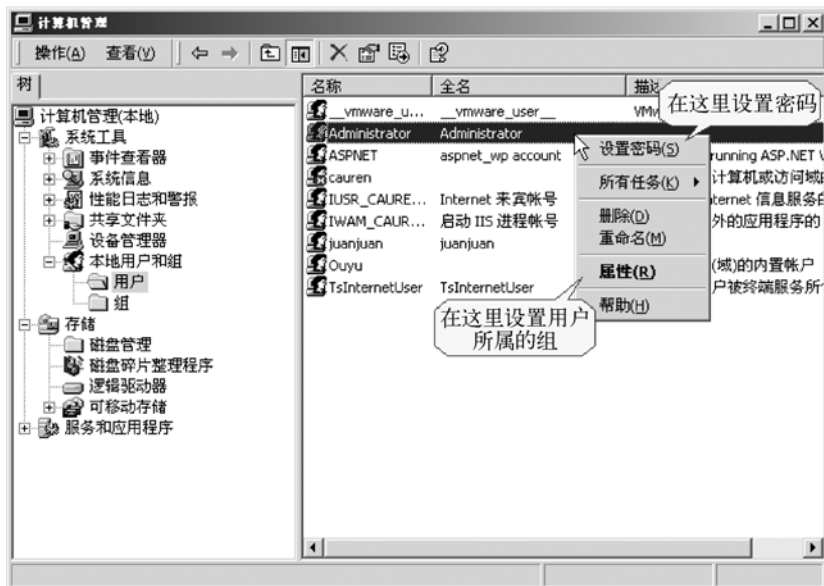 计算机管理
操作(A) 查看(V)
树
名称 全名 描述
计算机管理(本地)
系统工具
事件查看器
系统信息
性能日志和警报
共享文件夹
设备管理器
本地用户和组
用户
组
存储
磁盘管理
磁盘碎片整理程序
逻辑驱动器
可移动存储
服务和应用程序
__vmware_u... __vmware_user__ VMw
Administrator Administrator
ASPNET aspnet_wp account running ASP.NET
cauren 计算机或访问域
IUSR_CAURE... Internet 来宾帐号 ternet 信息服务
IWAM_CAUR... 启动 IIS 进程帐号 外的应用程序的
juanjuan juanjuan
Ouyu (域)的内置帐户
TsInternetUser TsInternetUser 户被终端服务所
在这里设置密码
设置密码(S)
所有任务(K)
删除(D)
重命名(M)
属性(R)
帮助(H)
在这里设置用户
所属的组